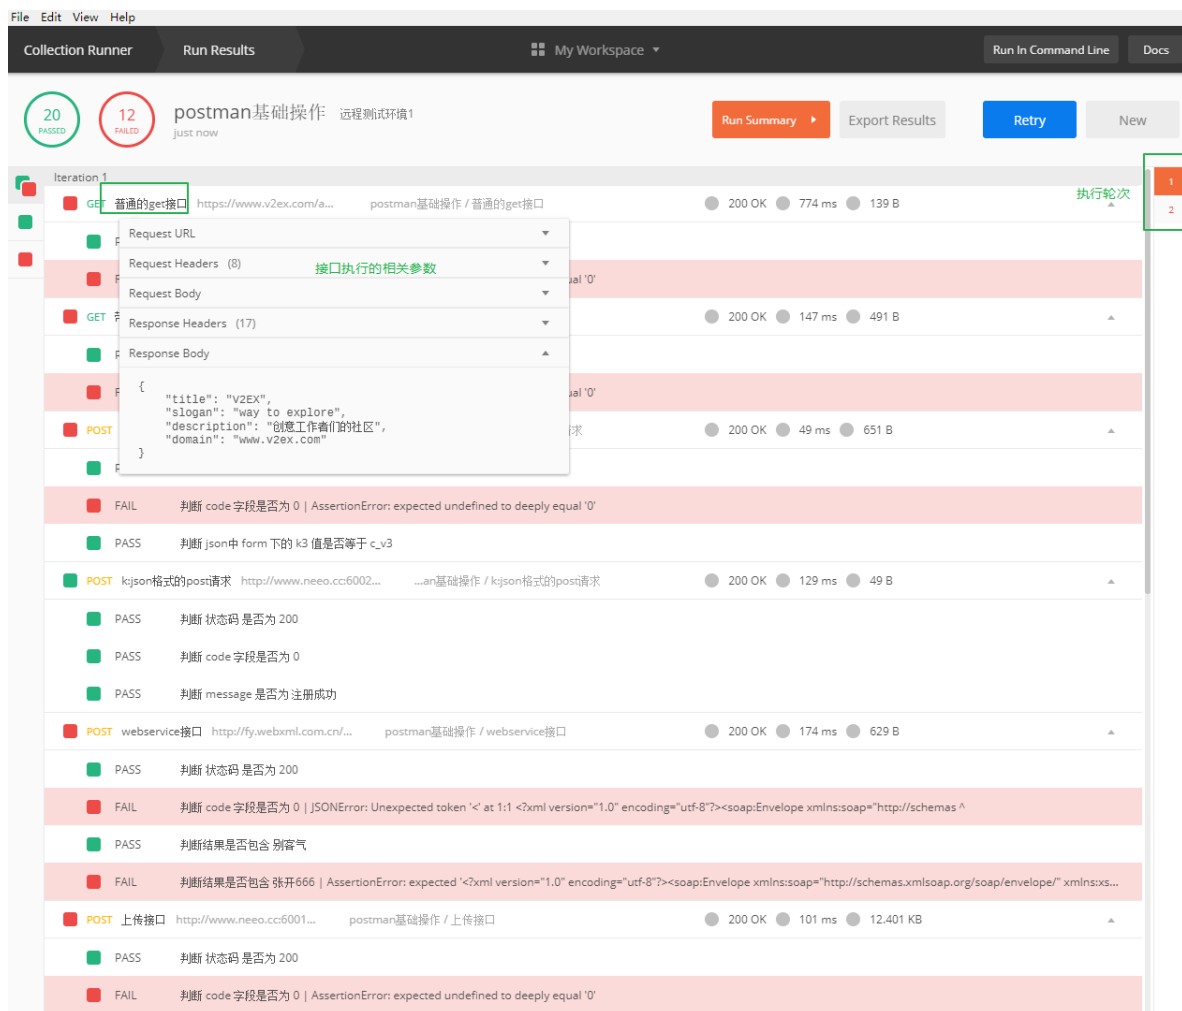 File Edit View Help
Collection Runner Run Results My Workspace Run In Command Line Docs
20 PASSED 12 FAILED postman基础操作 远程测试环境1 Run Summary Export Results Retry New
just now
Iteration 1
GET 普通的get接口 https://www.v2ex.com/a... postman基础操作 / 普通的get接口 200 OK 774 ms 139 B 执行轮次 1
2
Request URL
Request Headers (8) 接口执行的相关参数
ual '0'
Request Body
GET 200 OK 147 ms 491 B
Response Headers (17)
Response Body
{
"title": "V2EX",
"slogan": "way to explore",
"description": "创意工作者们的社区",
"domain": "www.v2ex.com"
}
ual '0'
POST 求 200 OK 49 ms 651 B
FAIL 判断 code 字段是否为 0 | AssertionError: expected undefined to deeply equal '0'
PASS 判断 json中 form 下的 k3 值是否等于 c_v3
POST k:json格式的post请求 http://www.neeo.cc:6002... ...an基础操作 / k:json格式的post请求 200 OK 129 ms 49 B
PASS 判断 状态码 是否为 200
PASS 判断 code 字段是否为 0
PASS 判断 message 是否为 注册成功
POST webservice接口 http://fy.webxml.com.cn/... postman基础操作 / webservice接口 200 OK 174 ms 629 B
PASS 判断 状态码 是否为 200
FAIL 判断 code 字段是否为 0 | JSONError: Unexpected token '<' at 1:1 <?xml version="1.0" encoding="utf-8"?><soap:Envelope xmlns:soap="http://schemas ^
PASS 判断结果是否包含 别客气
FAIL 判断结果是否包含 张开666 | AssertionError: expected '<?xml version="1.0" encoding="utf-8"?><soap:Envelope xmlns:soap="http://schemas.xmlsoap.org/soap/envelope/" xmlns:xs...
POST 上传接口 http://www.neeo.cc:6001... postman基础操作 / 上传接口 200 OK 101 ms 12.401 KB
PASS 判断 状态码 是否为 200
FAIL 判断 code 字段是否为 0 | AssertionError: expected undefined to deeply equal '0'